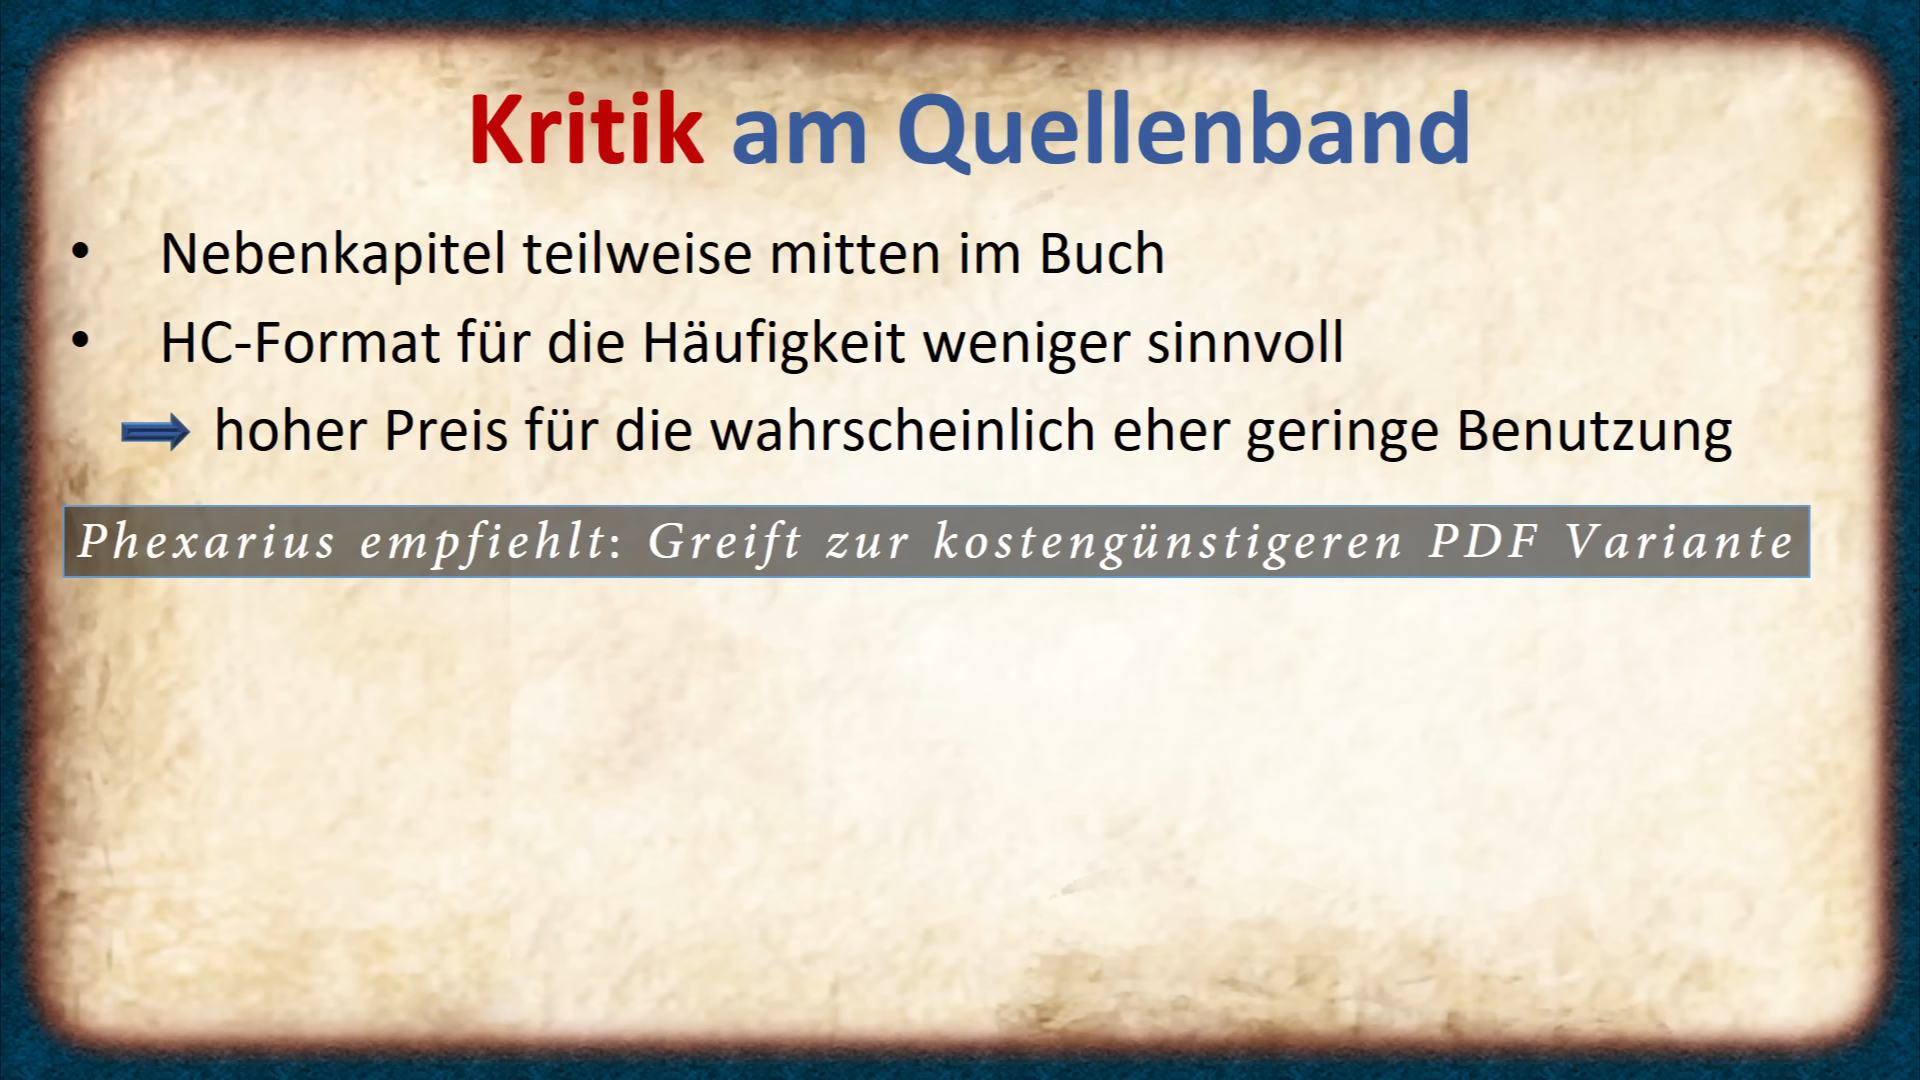 Kritik am Quellenband
• Nebenkapitel teilweise mitten im Buch
• HC-Format für die Häufigkeit weniger sinnvoll
hoher Preis für die wahrscheinlich eher geringe Benutzung
Phexarius empfiehlt: Greift zur kostengünstigeren PDF Variante